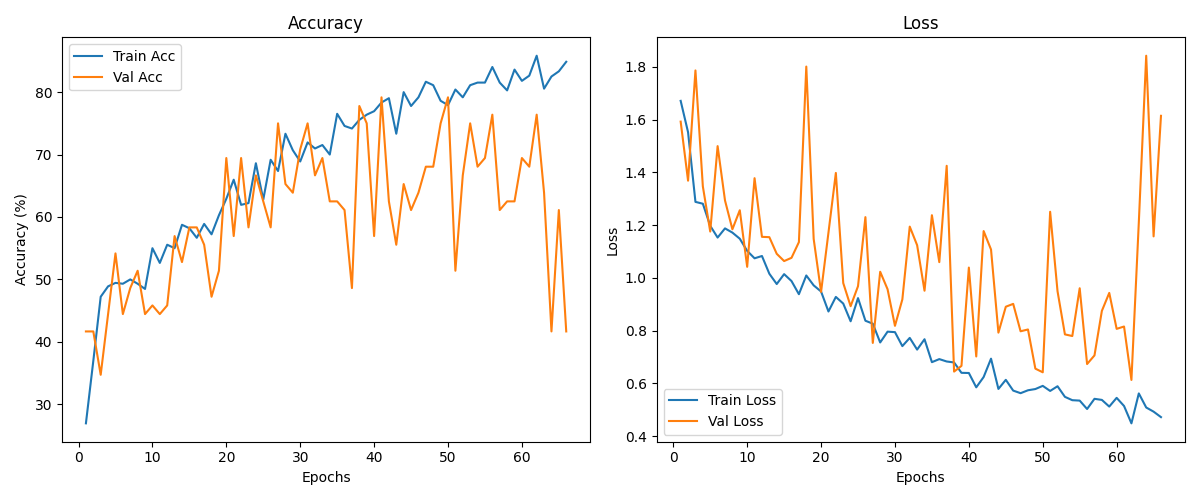 Accuracy
Train Acc
Val Acc
80
70
60
50
40
30
Accuracy (%)
0 10 20 30 40 50 60
Epochs
Loss
1.8
1.6
1.4
1.2
1.0
0.8
0.6
0.4
Loss
Train Loss
Val Loss
0 10 20 30 40 50 60
Epochs